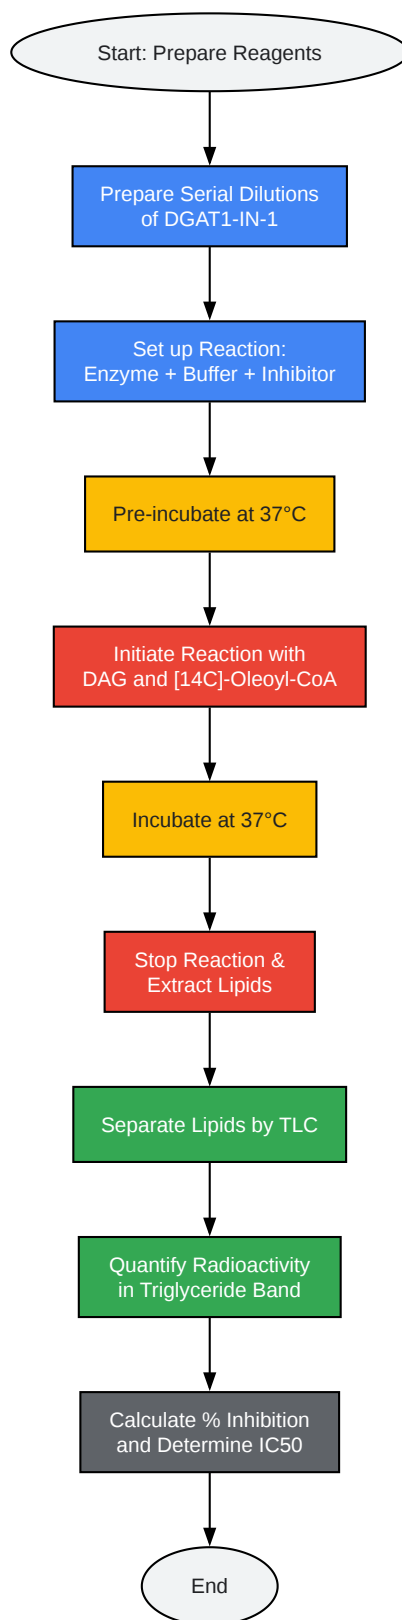 Start: Prepare Reagents
Prepare Serial Dilutions
of DGAT1-IN-1
Set up Reaction:
Enzyme + Buffer + Inhibitor
Pre-incubate at 37°C
Initiate Reaction with
DAG and [14C]-Oleoyl-CoA
Incubate at 37°C
Stop Reaction &
Extract Lipids
Separate Lipids by TLC
Quantify Radioactivity
in Triglyceride Band
Calculate % Inhibition
and Determine IC50
End